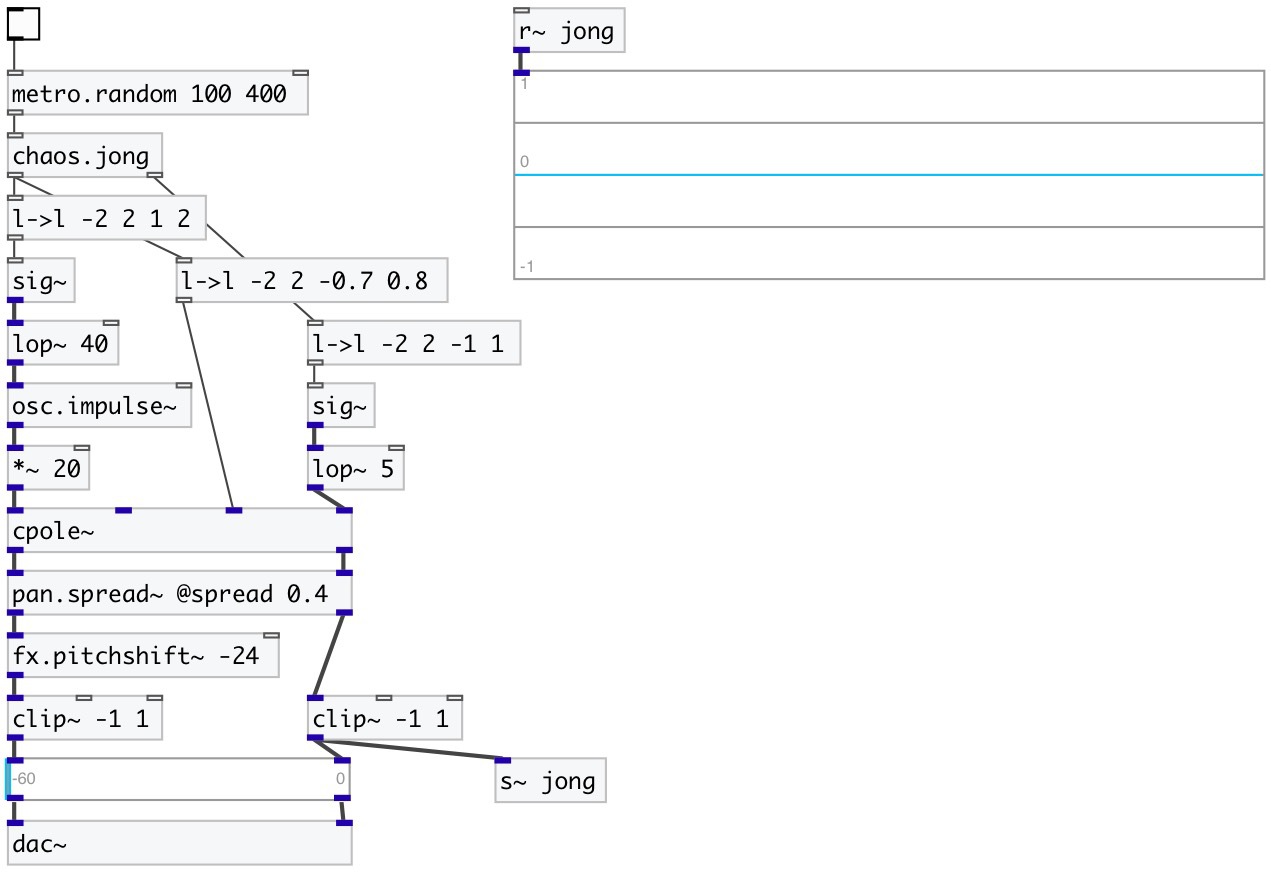 r~ jong
metro.random 100 400
1
chaos.jong
0
l->l -2 2 1 2
-1
sig~
l->l -2 2 -0.7 0.8
lop~ 40
l->l -2 2 -1 1
osc.impulse~
sig~
*~ 20
lop~ 5
cpole~
pan.spread~ @spread 0.4
fx.pitchshift~ -24
clip~ -1 1
clip~ -1 1
-60
0
s~ jong
dac~